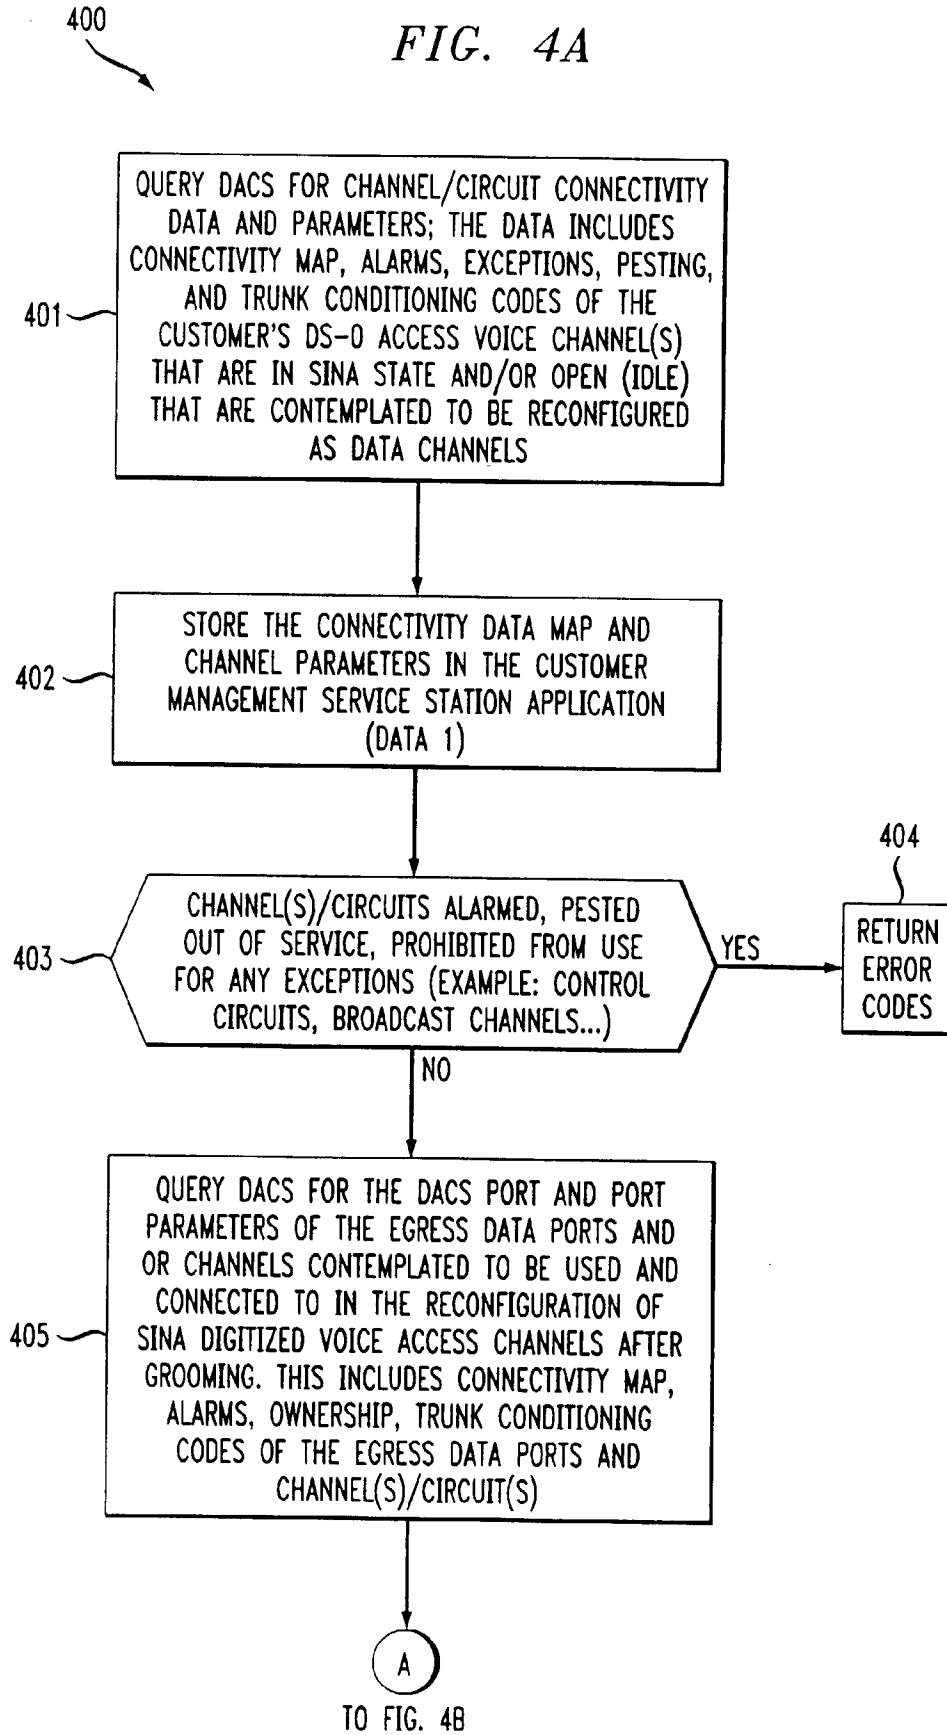 400
FIG. 4A
QUERY DACS FOR CHANNEL/CIRCUIT CONNECTIVITY
DATA AND PARAMETERS; THE DATA INCLUDES
CONNECTIVITY MAP, ALARMS, EXCEPTIONS, PESTING,
AND TRUNK CONDITIONING CODES OF THE
CUSTOMER'S DS-0 ACCESS VOICE CHANNEL(S)
THAT ARE IN SINA STATE AND/OR OPEN (IDLE)
THAT ARE CONTEMPLATED TO BE RECONFIGURED
AS DATA CHANNELS
401
STORE THE CONNECTIVITY DATA MAP AND
CHANNEL PARAMETERS IN THE CUSTOMER
MANAGEMENT SERVICE STATION APPLICATION
(DATA 1)
402
CHANNEL(S)/CIRCUITS ALARMED, PESTED
OUT OF SERVICE, PROHIBITED FROM USE
FOR ANY EXCEPTIONS (EXAMPLE: CONTROL
CIRCUITS, BROADCAST CHANNELS...)
403
YES
404
RETURN
ERROR
CODES
NO
QUERY DACS FOR THE DACS PORT AND PORT
PARAMETERS OF THE EGRESS DATA PORTS AND
OR CHANNELS CONTEMPLATED TO BE USED AND
CONNECTED TO IN THE RECONFIGURATION OF
SINA DIGITIZED VOICE ACCESS CHANNELS AFTER
GROOMING. THIS INCLUDES CONNECTIVITY MAP,
ALARMS, OWNERSHIP, TRUNK CONDITIONING
CODES OF THE EGRESS DATA PORTS AND
CHANNEL(S)/CIRCUIT(S)
405
A
TO FIG. 4B